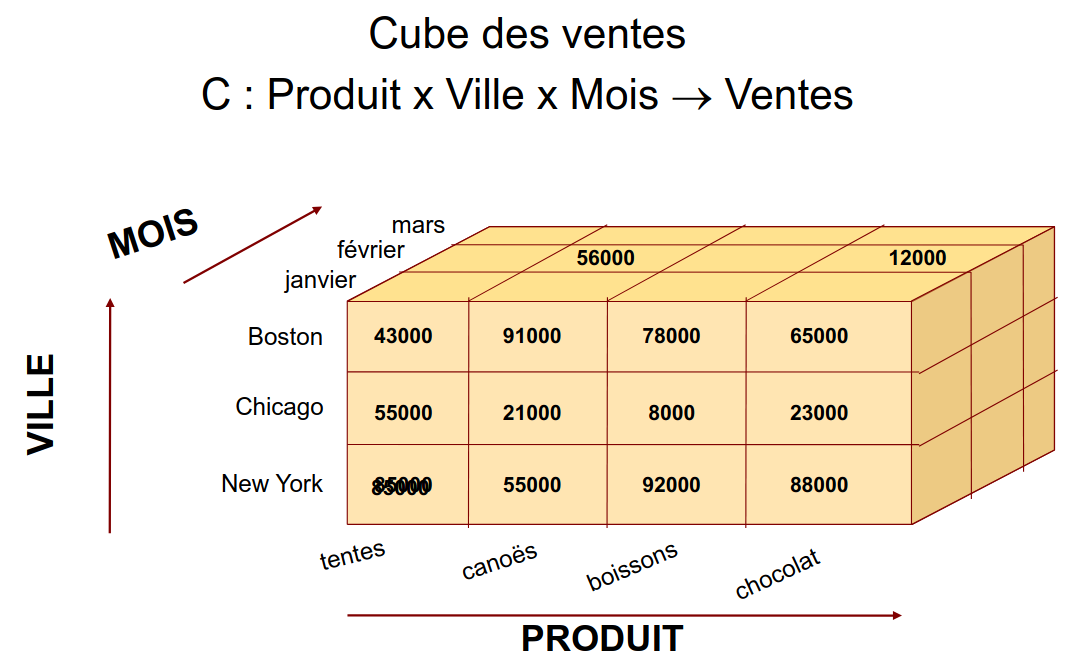 Cube des ventes
C : Produit x Ville x Mois → Ventes
MOIS
mars
février
janvier
56000
12000
VILLE
Boston 43000 91000 78000 65000
Chicago 55000 21000 8000 23000
New York 85000 55000 92000 88000
tentes canoës boissons chocolat
PRODUIT